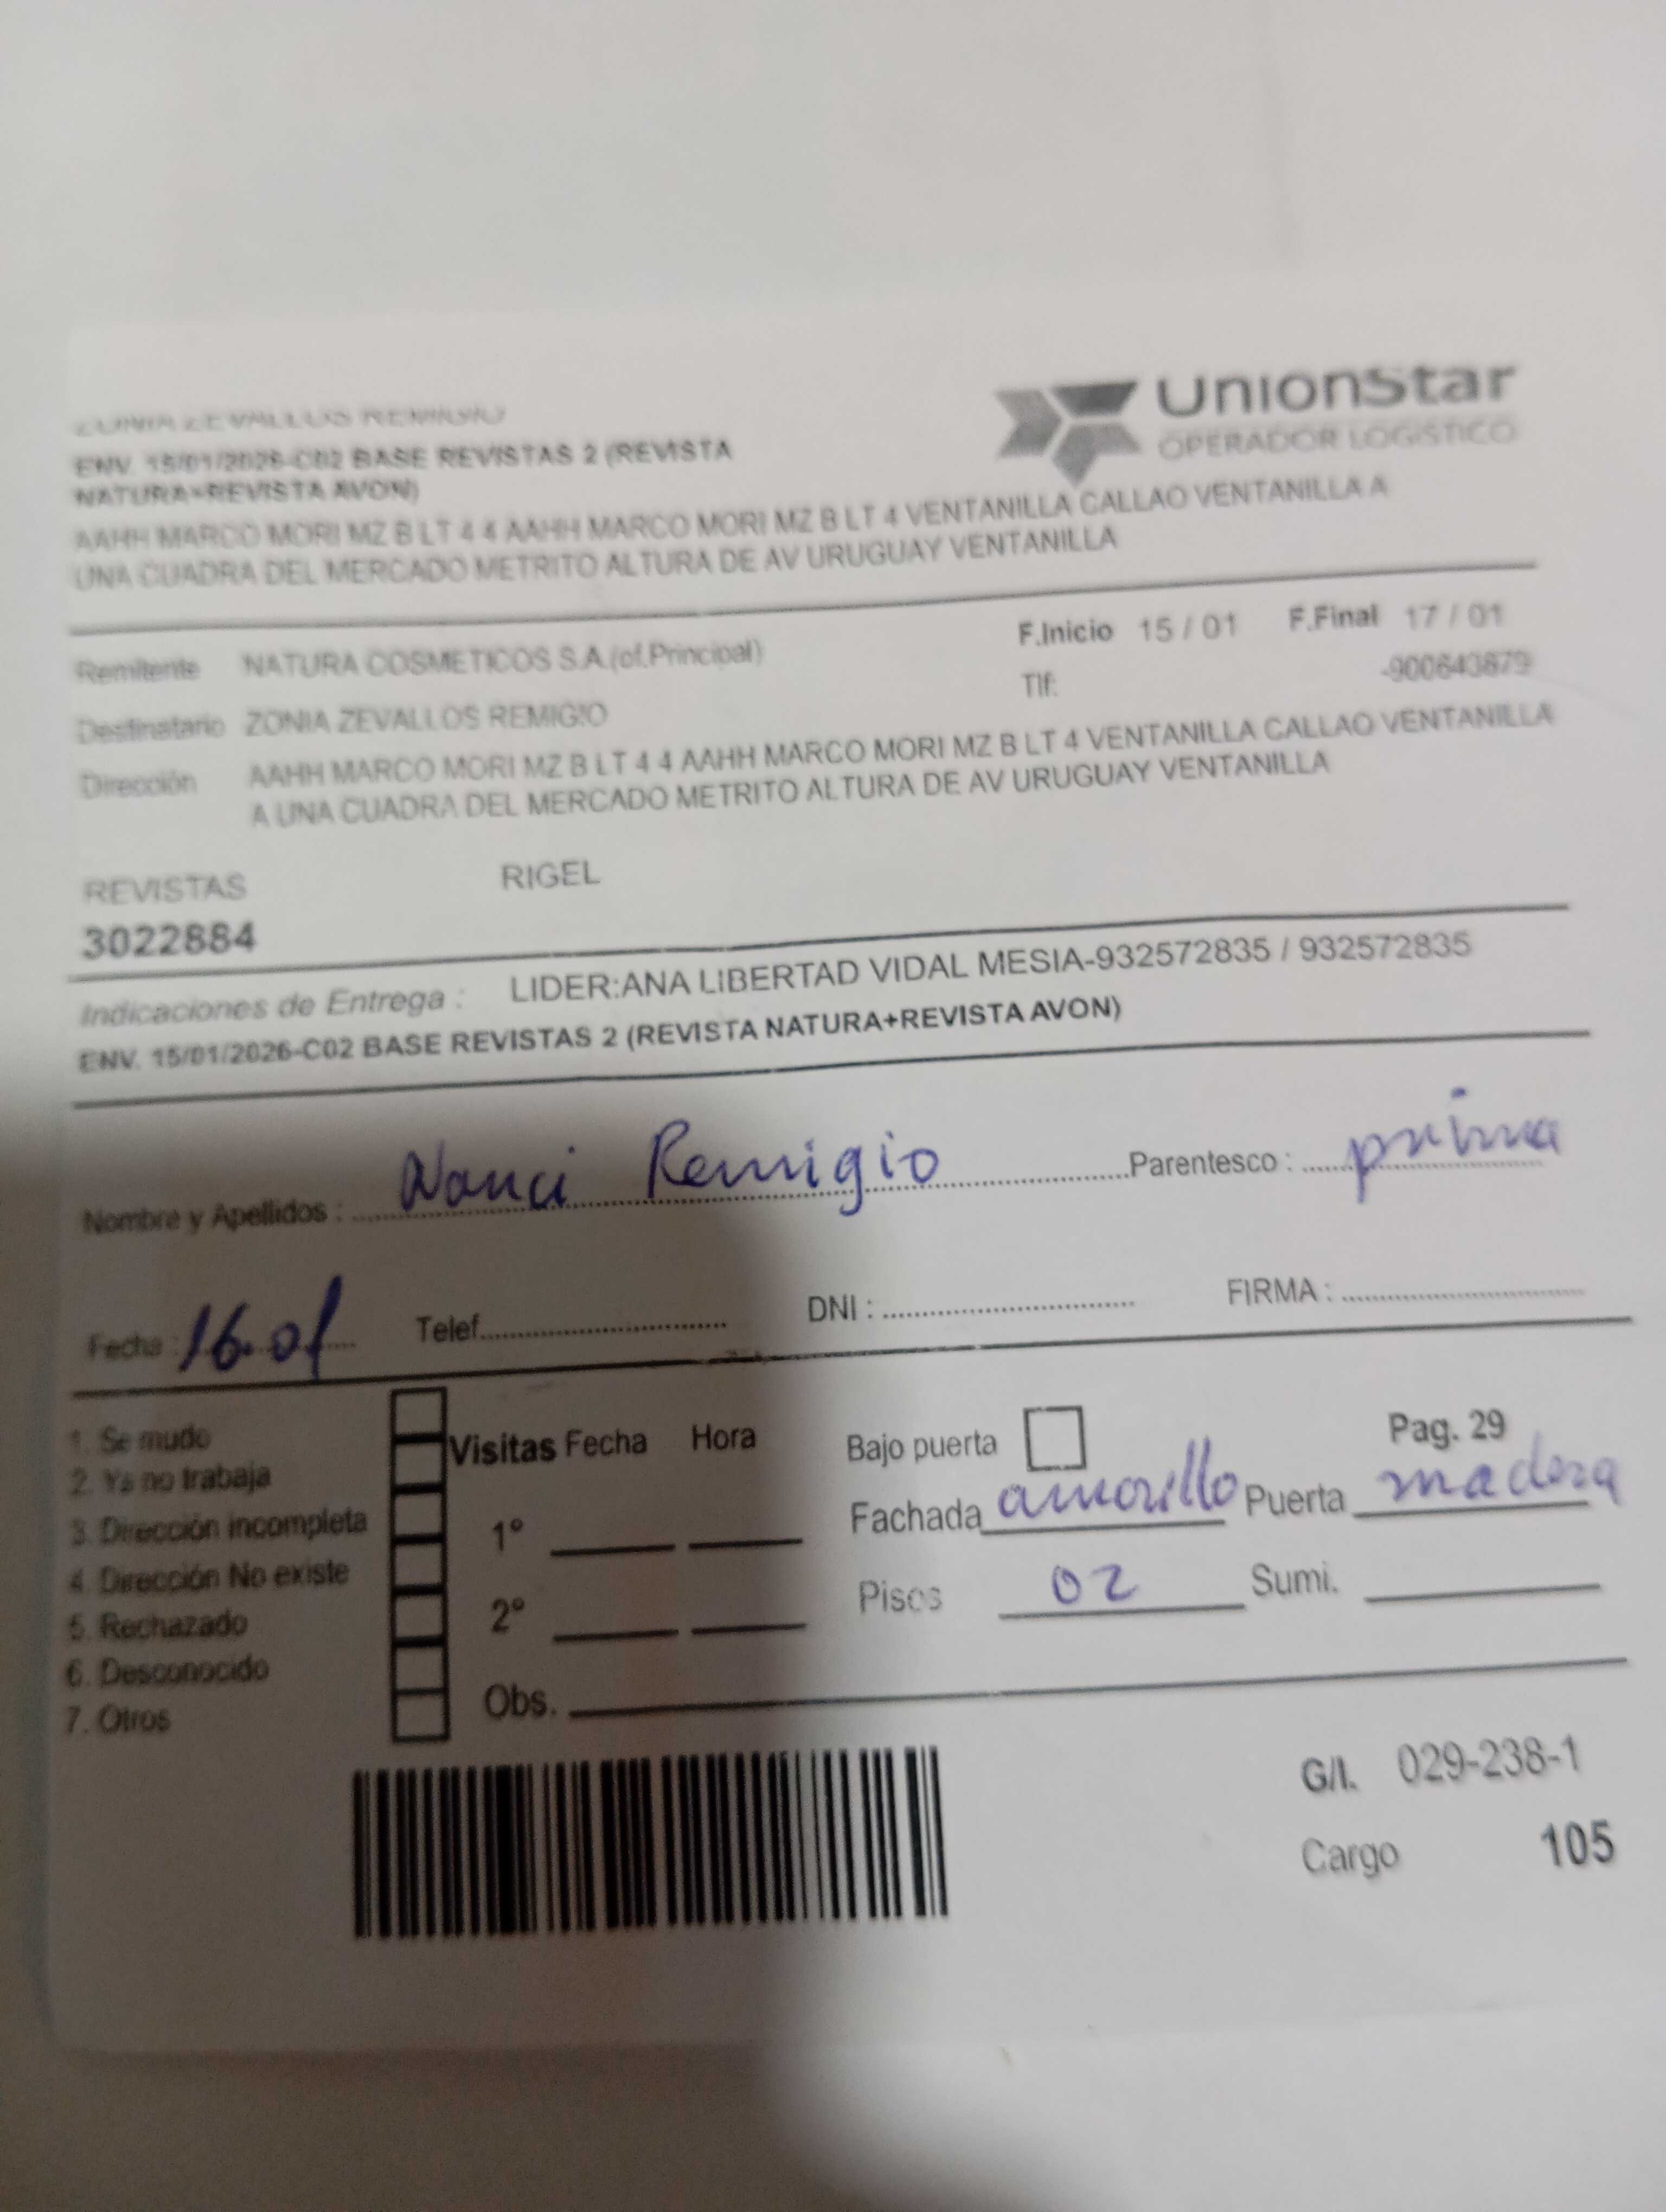 ZONIA ZEVALLOS REMIGIO
UnionStar
OPERADOR LOGÍSTICO
ENV. 15/01/2026-C02 BASE REVISTAS 2 (REVISTA
NATURA+REVISTA AVON)
AAHH MARCO MORI MZ B LT 4 4 AAHH MARCO MORI MZ B LT 4 VENTANILLA CALLAO VENTANILLA A
UNA CUADRA DEL MERCADO METRITO ALTURA DE AV URUGUAY VENTANILLA
Remitente NATURA COSMETICOS S.A.(of.Principal) F.Inicio 15 / 01 F.Final 17 / 01
Destinatario ZONIA ZEVALLOS REMIGIO Tlf: -900643879
Dirección AAHH MARCO MORI MZ B LT 4 4 AAHH MARCO MORI MZ B LT 4 VENTANILLA CALLAO VENTANILLA
A UNA CUADRA DEL MERCADO METRITO ALTURA DE AV URUGUAY VENTANILLA
REVISTAS RIGEL
3022884
Indicaciones de Entrega : LIDER:ANA LIBERTAD VIDAL MESIA-932572835 / 932572835
ENV. 15/01/2026-C02 BASE REVISTAS 2 (REVISTA NATURA+REVISTA AVON)
Nombre y Apellidos : Nanci Remigio Parentesco : prima
Fecha : 16.01 Telef. DNI : FIRMA :
1. Se mudo
2. Ya no trabaja
3. Dirección incompleta
4. Dirección No existe
5. Rechazado
6. Desconocido
7. Otros
Visitas Fecha Hora
1°
2°
Obs.
Bajo puerta Pag. 29
Fachada amarillo Puerta madera
Pisos 02 Sumi.
G/I. 029-238-1
Cargo 105